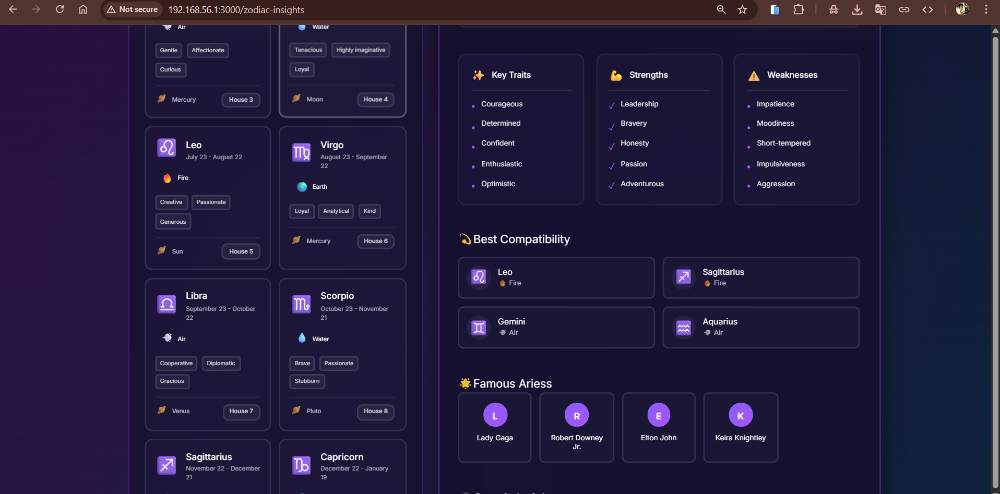 Not secure
192.168.56.1:3000/zodiac-insights
Air
Gentle
Affectionate
Curious
Mercury
House 3
Water
Tenacious
Highly imaginative
Loyal
Moon
House 4
Leo
July 23 - August 22
Fire
Creative
Passionate
Generous
Sun
House 5
Virgo
August 23 - September
22
Earth
Loyal
Analytical
Kind
Mercury
House 6
Libra
September 23 - October
22
Air
Cooperative
Diplomatic
Gracious
Venus
House 7
Scorpio
October 23 - November
21
Water
Brave
Passionate
Stubborn
Pluto
House 8
Sagittarius
November 22 - December
21
Capricorn
December 22 - January
19
Key Traits
Courageous
Determined
Confident
Enthusiastic
Optimistic
Strengths
Leadership
Bravery
Honesty
Passion
Adventurous
Weaknesses
Impatience
Moodiness
Short-tempered
Impulsiveness
Aggression
Best Compatibility
Leo
Fire
Sagittarius
Fire
Gemini
Air
Aquarius
Air
Famous Ariess
L
Lady Gaga
R
Robert Downey
Jr.
E
Elton John
K
Keira Knightley